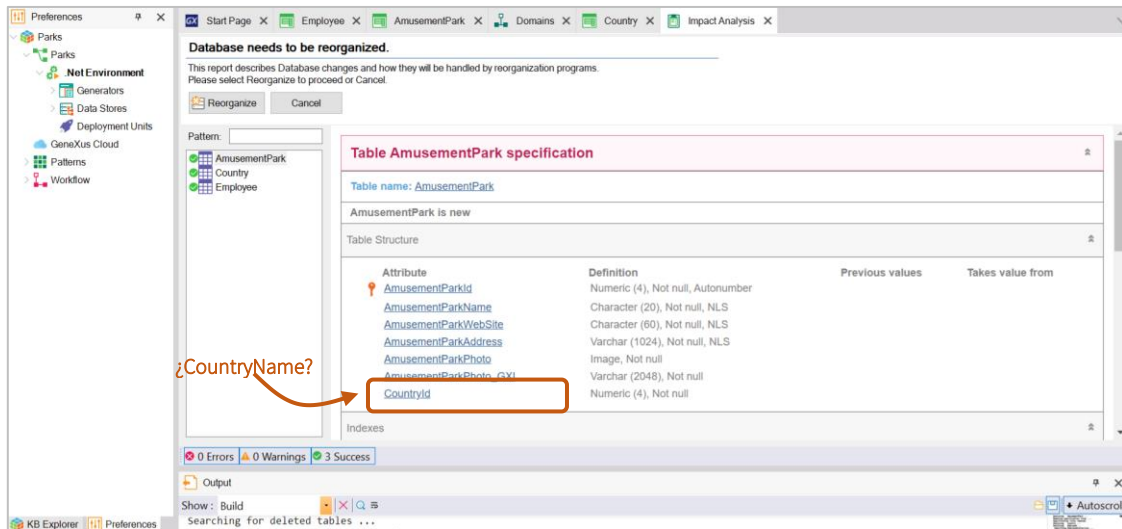 Preferences
Parks
Parks
.Net Environment
Generators
Data Stores
Deployment Units
GeneXus Cloud
Patterns
Workflow
KB Explorer Preferences
GX Start Page Employee AmusementPark Domains Country Impact Analysis
Database needs to be reorganized.
This report describes Database changes and how they will be handled by reorganization programs.
Please select Reorganize to proceed or Cancel.
Reorganize Cancel
Pattern:
AmusementPark
Country
Employee
Table AmusementPark specification
Table name: AmusementPark
AmusementPark is new
Table Structure
Attribute Definition Previous values Takes value from
AmusementParkId Numeric (4), Not null, Autonumber
AmusementParkName Character (20), Not null, NLS
AmusementParkWebSite Character (60), Not null, NLS
AmusementParkAddress Varchar (1024), Not null, NLS
AmusementParkPhoto Image, Not null
AmusementParkPhoto_GXI Varchar (2048), Not null
¿CountryName?
CountryId Numeric (4), Not null
Indexes
0 Errors 0 Warnings 3 Success
Output
Show: Build Autoscroll
Searching for deleted tables ...